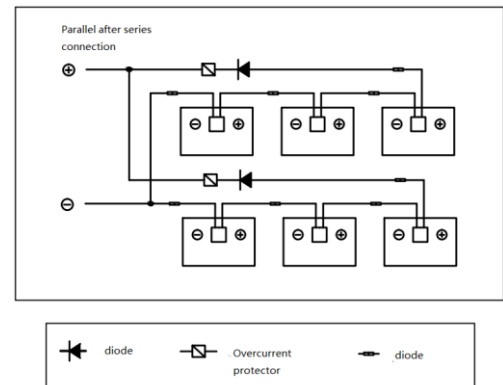 Parallel after series
connection
⊕
⊖ ⊕ ⊖ ⊕ ⊖ ⊕
⊖
⊖ ⊕ ⊖ ⊕ ⊖ ⊕
diode Overcurrent diode
protector